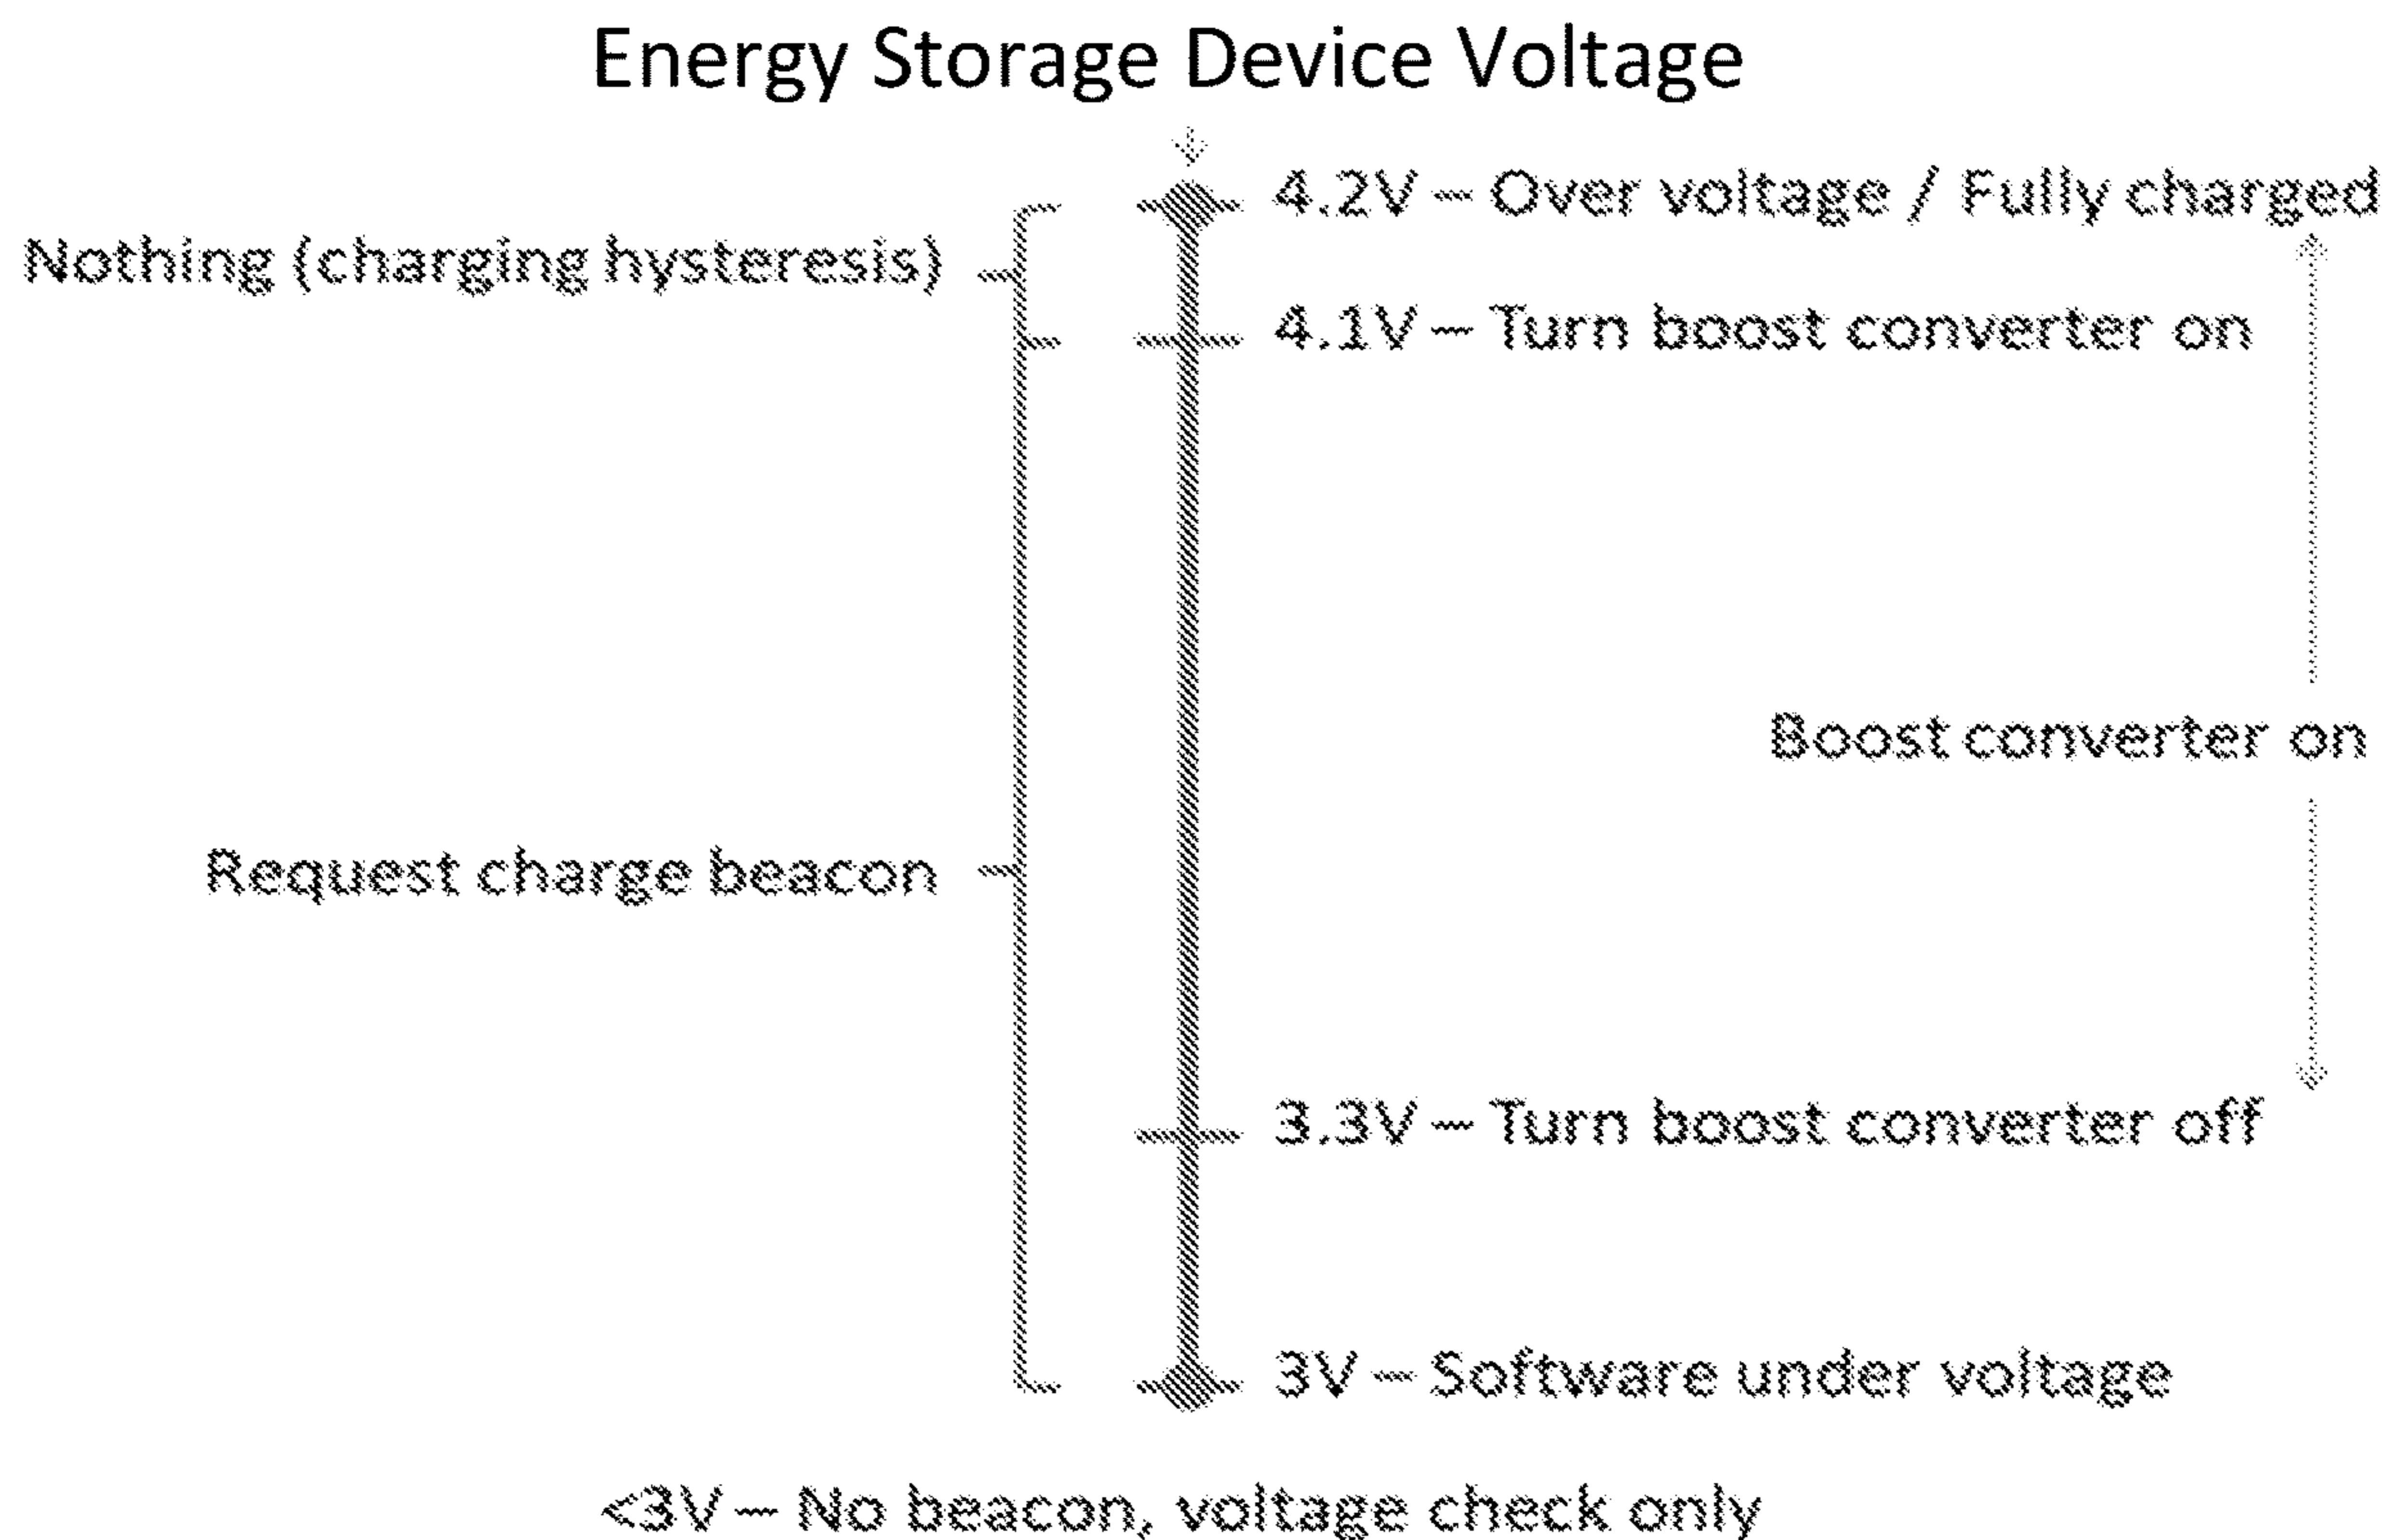 Energy Storage Device Voltage
4.2V – Over voltage / Fully charged
Nothing (charging hysteresis)
4.1V – Turn boost converter on
Boost converter on
Request charge beacon
3.3V – Turn boost converter off
3V – Software under voltage
<3V – No beacon, voltage check only